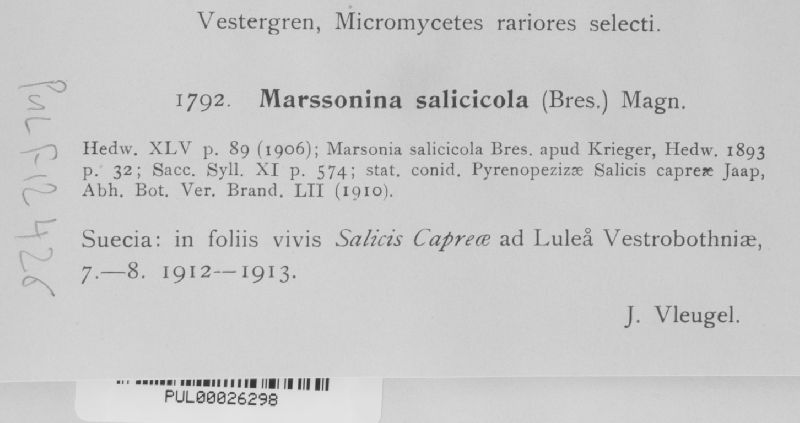 Vestergren, Micromycetes rariores selecti.
1792. Marssonina salicicola (Bres.) Magn.
Hedw. XLV p. 89 (1906); Marsonia salicicola Bres. apud Krieger, Hedw. 1893
p. 32; Sacc. Syll. XI p. 574; stat. conid. Pyrenopezizæ Salicis capreæ Jaap,
Abh. Bot. Ver. Brand. LII (1910).
Suecia: in foliis vivis Salicis Capreæ ad Luleå Vestrobothniæ,
7.—8. 1912—1913.
J. Vleugel.
PUL F12426
PUL00026298